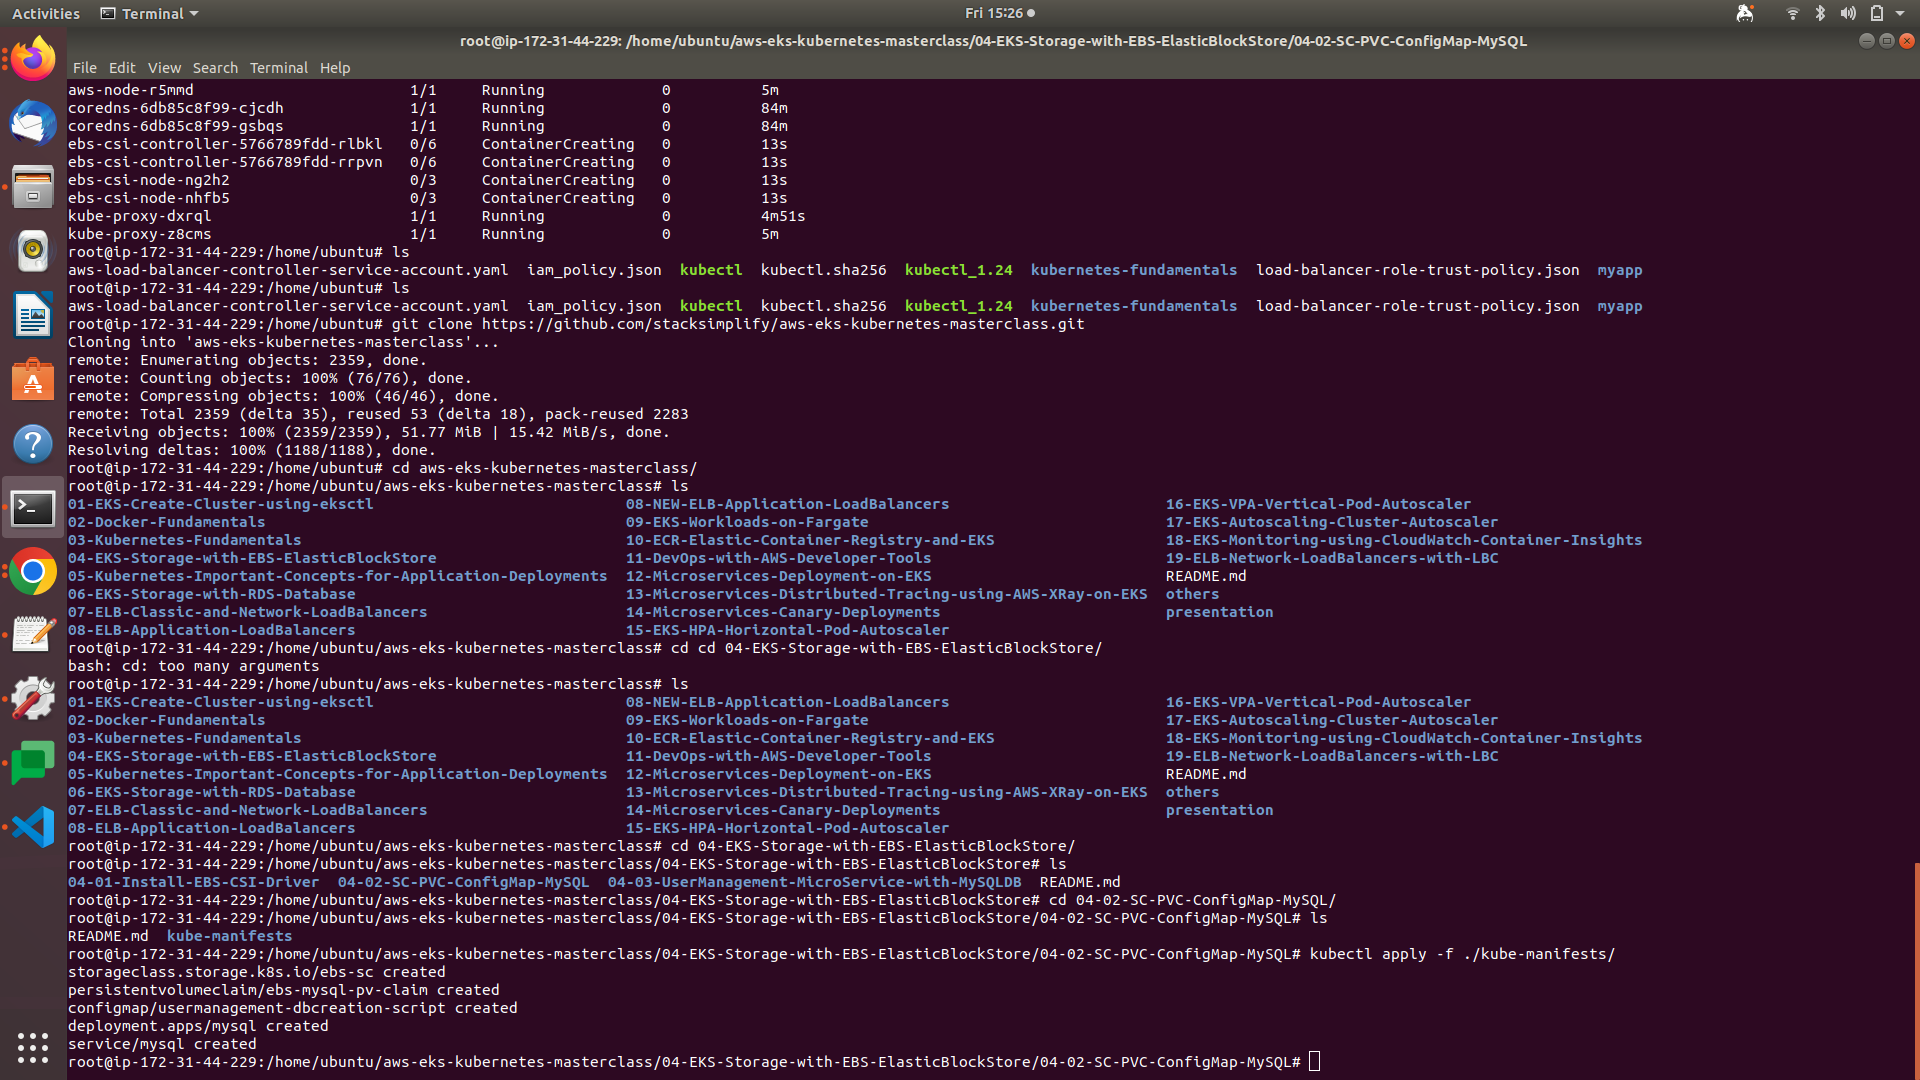 Activities Terminal Fri 15:26
root@ip-172-31-44-229: /home/ubuntu/aws-eks-kubernetes-masterclass/04-EKS-Storage-with-EBS-ElasticBlockStore/04-02-SC-PVC-ConfigMap-MySQL
File Edit View Search Terminal Help
aws-node-r5mmd 1/1 Running 0 5m
coredns-6db85c8f99-cjcdh 1/1 Running 0 84m
coredns-6db85c8f99-gsbqs 1/1 Running 0 84m
ebs-csi-controller-5766789fdd-rlbkl 0/6 ContainerCreating 0 13s
ebs-csi-controller-5766789fdd-rrpvn 0/6 ContainerCreating 0 13s
ebs-csi-node-ng2h2 0/3 ContainerCreating 0 13s
ebs-csi-node-nhfb5 0/3 ContainerCreating 0 13s
kube-proxy-dxrql 1/1 Running 0 4m51s
kube-proxy-z8cms 1/1 Running 0 5m
root@ip-172-31-44-229:/home/ubuntu# ls
aws-load-balancer-controller-service-account.yaml iam_policy.json kubectl kubectl.sha256 kubectl_1.24 kubernetes-fundamentals load-balancer-role-trust-policy.json myapp
root@ip-172-31-44-229:/home/ubuntu# ls
aws-load-balancer-controller-service-account.yaml iam_policy.json kubectl kubectl.sha256 kubectl_1.24 kubernetes-fundamentals load-balancer-role-trust-policy.json myapp
root@ip-172-31-44-229:/home/ubuntu# git clone https://github.com/stacksimplify/aws-eks-kubernetes-masterclass.git
Cloning into 'aws-eks-kubernetes-masterclass'...
remote: Enumerating objects: 2359, done.
remote: Counting objects: 100% (76/76), done.
remote: Compressing objects: 100% (46/46), done.
remote: Total 2359 (delta 35), reused 53 (delta 18), pack-reused 2283
Receiving objects: 100% (2359/2359), 51.77 MiB | 15.42 MiB/s, done.
Resolving deltas: 100% (1188/1188), done.
root@ip-172-31-44-229:/home/ubuntu# cd aws-eks-kubernetes-masterclass/
root@ip-172-31-44-229:/home/ubuntu/aws-eks-kubernetes-masterclass# ls
01-EKS-Create-Cluster-using-eksctl 08-NEW-ELB-Application-LoadBalancers 16-EKS-VPA-Vertical-Pod-Autoscaler
02-Docker-Fundamentals 09-EKS-Workloads-on-Fargate 17-EKS-Autoscaling-Cluster-Autoscaler
03-Kubernetes-Fundamentals 10-ECR-Elastic-Container-Registry-and-EKS 18-EKS-Monitoring-using-CloudWatch-Container-Insights
04-EKS-Storage-with-EBS-ElasticBlockStore 11-DevOps-with-AWS-Developer-Tools 19-ELB-Network-LoadBalancers-with-LBC
05-Kubernetes-Important-Concepts-for-Application-Deployments 12-Microservices-Deployment-on-EKS README.md
06-EKS-Storage-with-RDS-Database 13-Microservices-Distributed-Tracing-using-AWS-XRay-on-EKS others
07-ELB-Classic-and-Network-LoadBalancers 14-Microservices-Canary-Deployments presentation
08-ELB-Application-LoadBalancers 15-EKS-HPA-Horizontal-Pod-Autoscaler
root@ip-172-31-44-229:/home/ubuntu/aws-eks-kubernetes-masterclass# cd cd 04-EKS-Storage-with-EBS-ElasticBlockStore/
bash: cd: too many arguments
root@ip-172-31-44-229:/home/ubuntu/aws-eks-kubernetes-masterclass# ls
01-EKS-Create-Cluster-using-eksctl 08-NEW-ELB-Application-LoadBalancers 16-EKS-VPA-Vertical-Pod-Autoscaler
02-Docker-Fundamentals 09-EKS-Workloads-on-Fargate 17-EKS-Autoscaling-Cluster-Autoscaler
03-Kubernetes-Fundamentals 10-ECR-Elastic-Container-Registry-and-EKS 18-EKS-Monitoring-using-CloudWatch-Container-Insights
04-EKS-Storage-with-EBS-ElasticBlockStore 11-DevOps-with-AWS-Developer-Tools 19-ELB-Network-LoadBalancers-with-LBC
05-Kubernetes-Important-Concepts-for-Application-Deployments 12-Microservices-Deployment-on-EKS README.md
06-EKS-Storage-with-RDS-Database 13-Microservices-Distributed-Tracing-using-AWS-XRay-on-EKS others
07-ELB-Classic-and-Network-LoadBalancers 14-Microservices-Canary-Deployments presentation
08-ELB-Application-LoadBalancers 15-EKS-HPA-Horizontal-Pod-Autoscaler
root@ip-172-31-44-229:/home/ubuntu/aws-eks-kubernetes-masterclass# cd 04-EKS-Storage-with-EBS-ElasticBlockStore/
root@ip-172-31-44-229:/home/ubuntu/aws-eks-kubernetes-masterclass/04-EKS-Storage-with-EBS-ElasticBlockStore# ls
04-01-Install-EBS-CSI-Driver 04-02-SC-PVC-ConfigMap-MySQL 04-03-UserManagement-MicroService-with-MySQLDB README.md
root@ip-172-31-44-229:/home/ubuntu/aws-eks-kubernetes-masterclass/04-EKS-Storage-with-EBS-ElasticBlockStore# cd 04-02-SC-PVC-ConfigMap-MySQL/
root@ip-172-31-44-229:/home/ubuntu/aws-eks-kubernetes-masterclass/04-EKS-Storage-with-EBS-ElasticBlockStore/04-02-SC-PVC-ConfigMap-MySQL# ls
README.md kube-manifests
root@ip-172-31-44-229:/home/ubuntu/aws-eks-kubernetes-masterclass/04-EKS-Storage-with-EBS-ElasticBlockStore/04-02-SC-PVC-ConfigMap-MySQL# kubectl apply -f ./kube-manifests/
storageclass.storage.k8s.io/ebs-sc created
persistentvolumeclaim/ebs-mysql-pv-claim created
configmap/usermanagement-dbcreation-script created
deployment.apps/mysql created
service/mysql created
root@ip-172-31-44-229:/home/ubuntu/aws-eks-kubernetes-masterclass/04-EKS-Storage-with-EBS-ElasticBlockStore/04-02-SC-PVC-ConfigMap-MySQL#